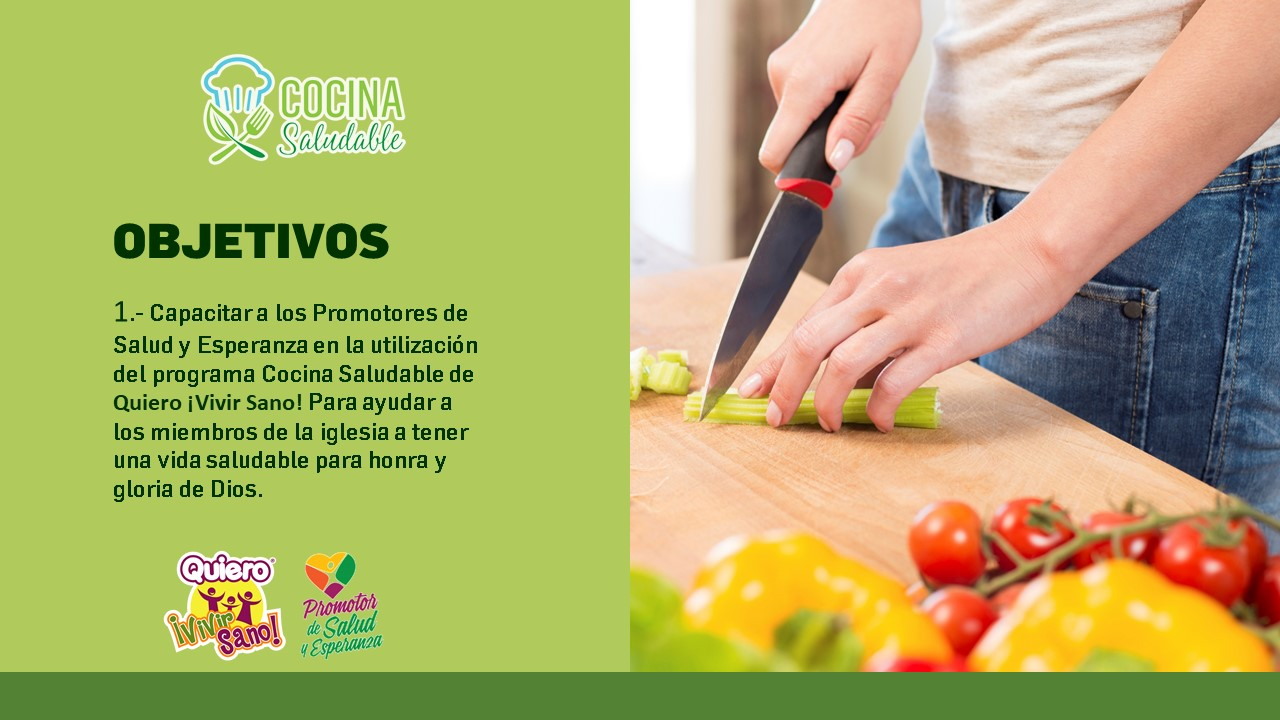 COCINA
Saludable
OBJETIVOS
1.- Capacitar a los Promotores de
Salud y Esperanza en la utilización
del programa Cocina Saludable de
Quiero ¡Vivir Sano! Para ayudar a
los miembros de la iglesia a tener
una vida saludable para honra y
gloria de Dios.
Quiero
¡Vivir
Sano!
Promotor
de Salud
y Esperanza